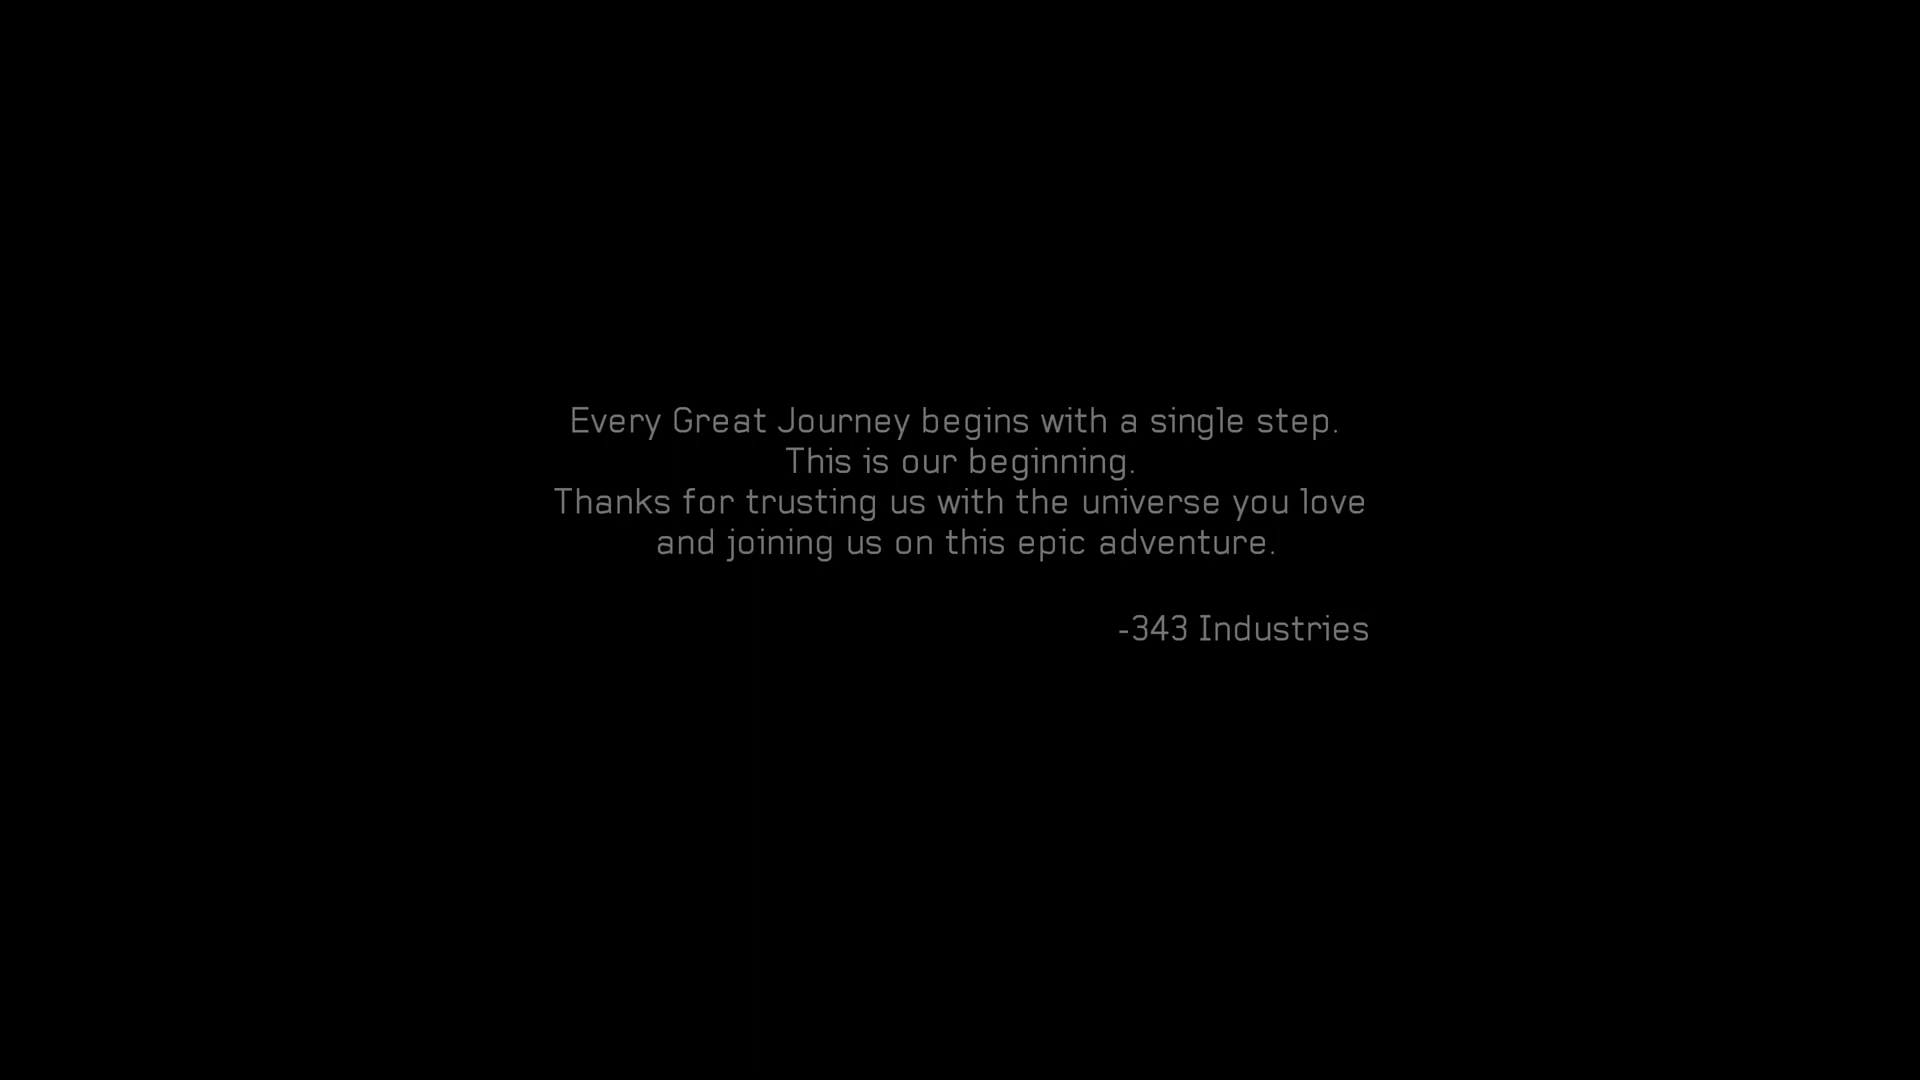 Every Great Journey begins with a single step.
This is our beginning.
Thanks for trusting us with the universe you love
and joining us on this epic adventure.
-343 Industries